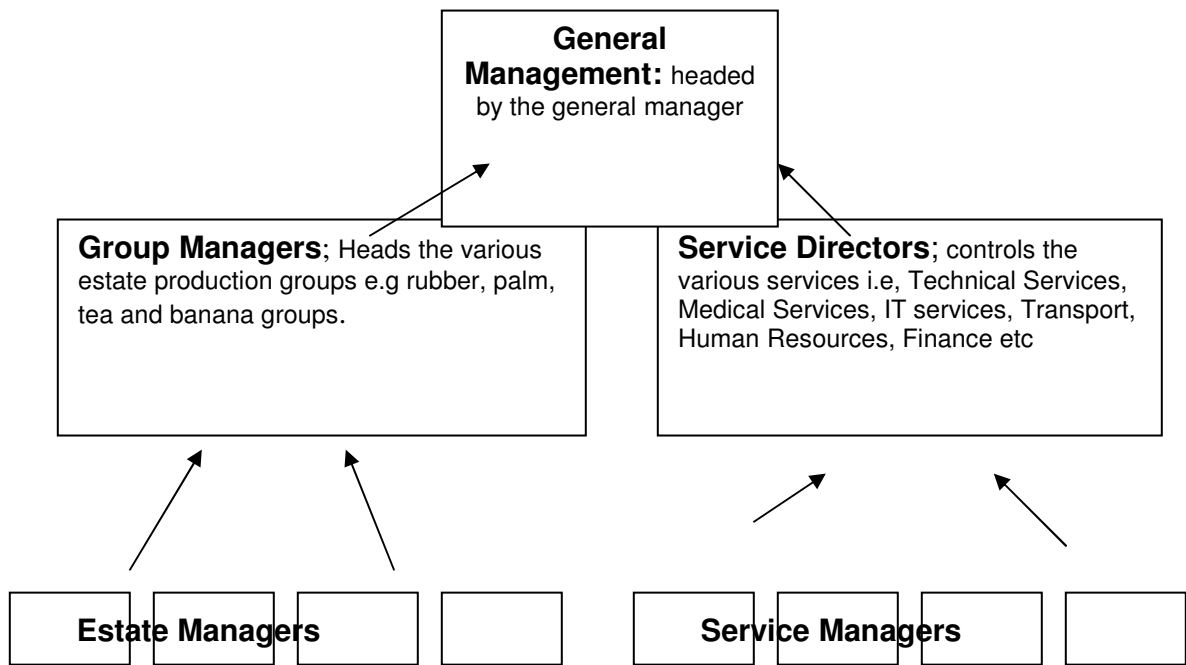 General
Management: headed
by the general manager
Group Managers; Heads the various
estate production groups e.g rubber, palm,
tea and banana groups.
Service Directors; controls the
various services i.e, Technical Services,
Medical Services, IT services, Transport,
Human Resources, Finance etc
Estate Managers
Service Managers